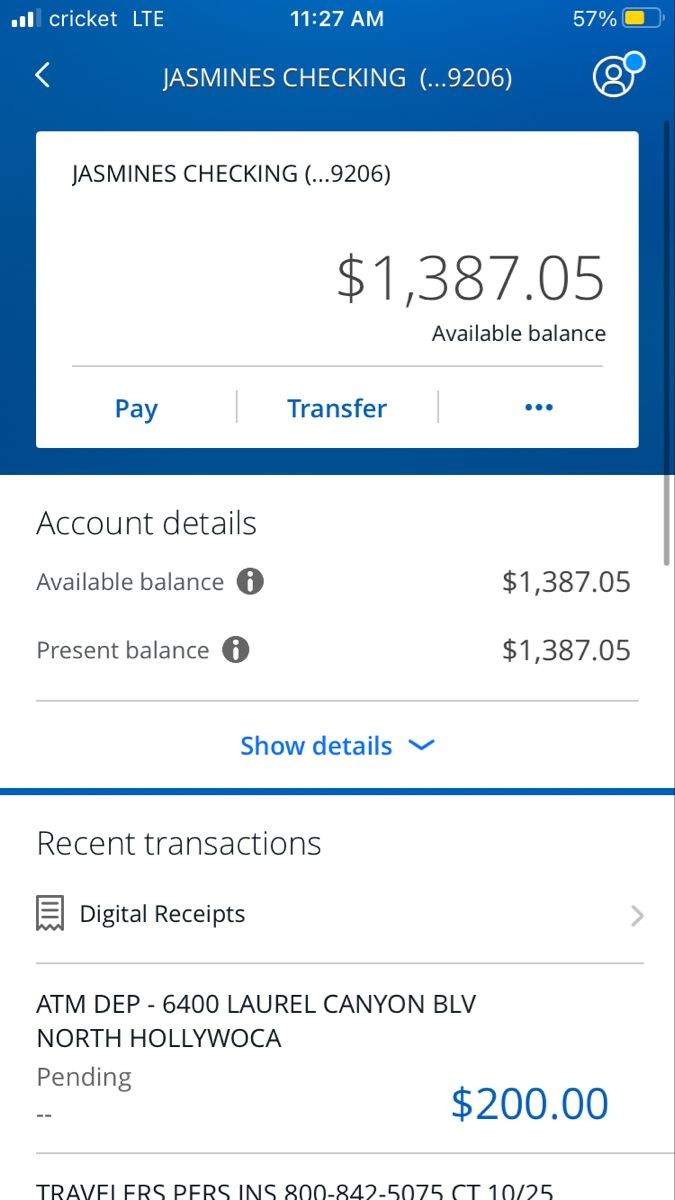 cricket LTE 11:27 AM 57%
JASMINES CHECKING (...9206)
JASMINES CHECKING (...9206)
$1,387.05
Available balance
Pay Transfer
Account details
Available balance $1,387.05
Present balance $1,387.05
Show details
Recent transactions
Digital Receipts
ATM DEP - 6400 LAUREL CANYON BLV
NORTH HOLLYWOCA
Pending
$200.00
--
TRAVELERS PERS INS 800-842-5075 CT 10/25